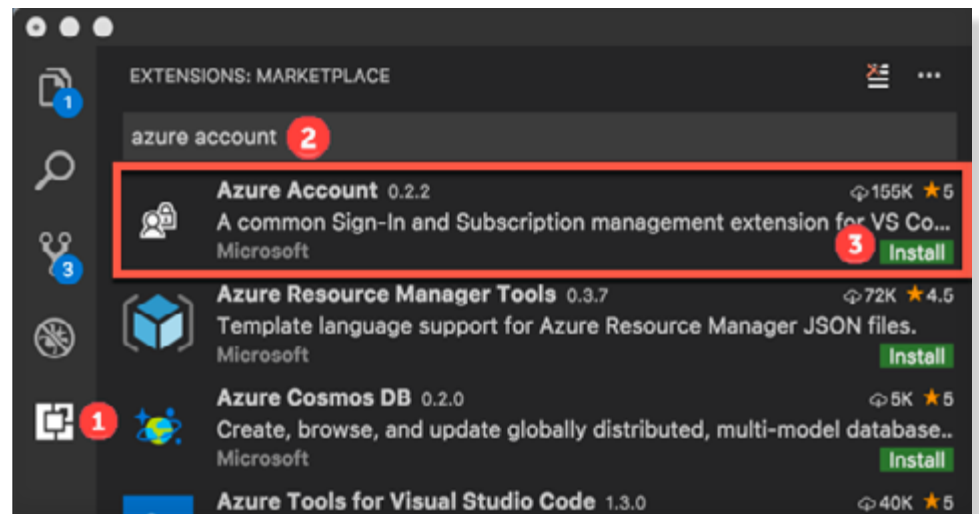 EXTENSIONS: MARKETPLACE
1
azure account 2
Azure Account 0.2.2 155K ★5
A common Sign-In and Subscription management extension for VS Co...
Microsoft 3 Install
3
Azure Resource Manager Tools 0.3.7 72K ★4.5
Template language support for Azure Resource Manager JSON files.
Microsoft Install
1
Azure Cosmos DB 0.2.0 5K ★5
Create, browse, and update globally distributed, multi-model database..
Microsoft Install
Azure Tools for Visual Studio Code 1.3.0 40K ★5